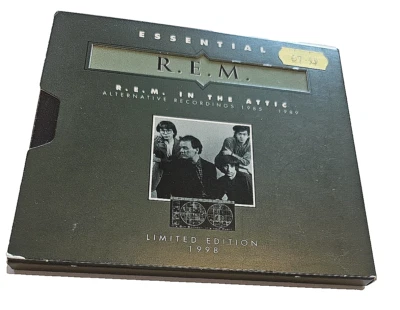 ESSENTIAL
R.E.M.
R.E.M. IN THE ATTIC
ALTERNATIVE RECORDINGS 1985 - 1989
LIMITED EDITION
1998